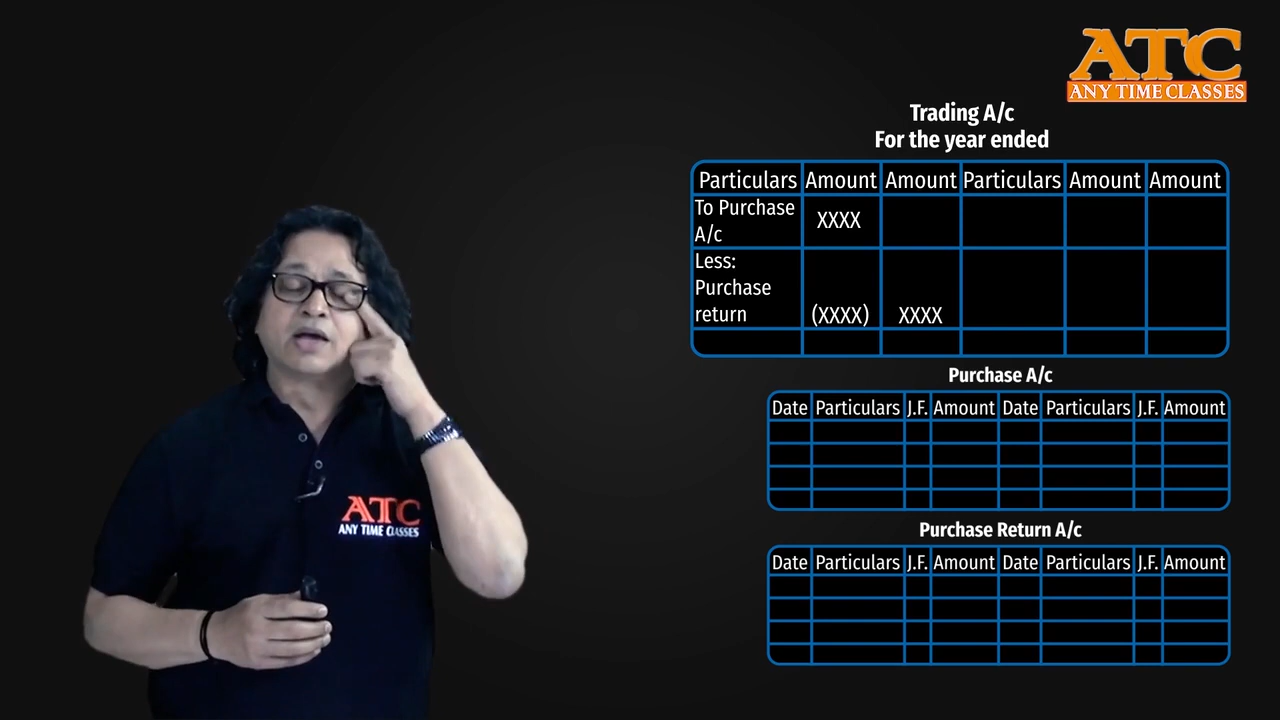 ATC
ANY TIME CLASSES
Trading A/c
For the year ended
Particulars Amount Amount Particulars Amount Amount
To Purchase
A/c
XXXX
Less:
Purchase
return
(XXXX) XXXX
Purchase A/c
Date Particulars J.F. Amount Date Particulars J.F. Amount
Purchase Return A/c
Date Particulars J.F. Amount Date Particulars J.F. Amount
ATC
ANY TIME CLASSES